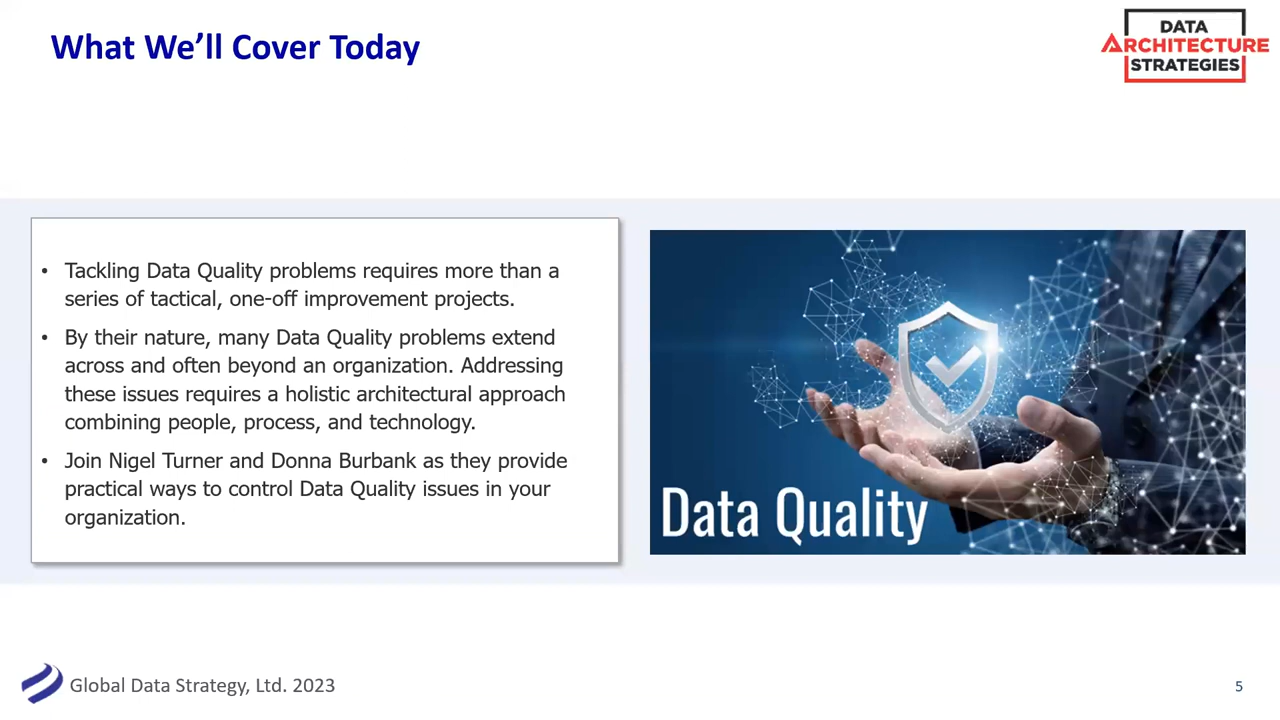 What We’ll Cover Today
DATA
ARCHITECTURE
STRATEGIES
• Tackling Data Quality problems requires more than a
series of tactical, one-off improvement projects.
• By their nature, many Data Quality problems extend
across and often beyond an organization. Addressing
these issues requires a holistic architectural approach
combining people, process, and technology.
• Join Nigel Turner and Donna Burbank as they provide
practical ways to control Data Quality issues in your
organization.
Data Quality
Global Data Strategy, Ltd. 2023
5